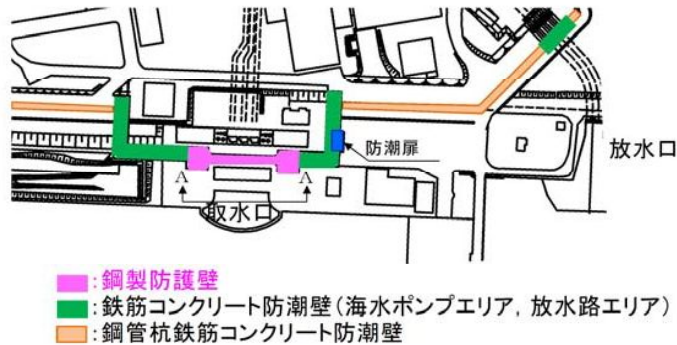 防潮扉
放水口
A A
取水口
:鋼製防護壁
:鉄筋コンクリート防潮壁(海水ポンプエリア,放水路エリア)
:鋼管杭鉄筋コンクリート防潮壁